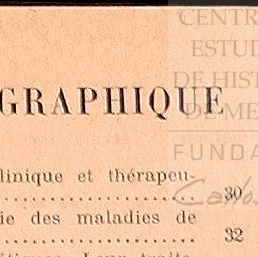 CENTR
ESTUD
DE HIST
DE ME
GRAPHIQUE
FUNDA
linique et thérapeu-
30
ie des maladies de
32